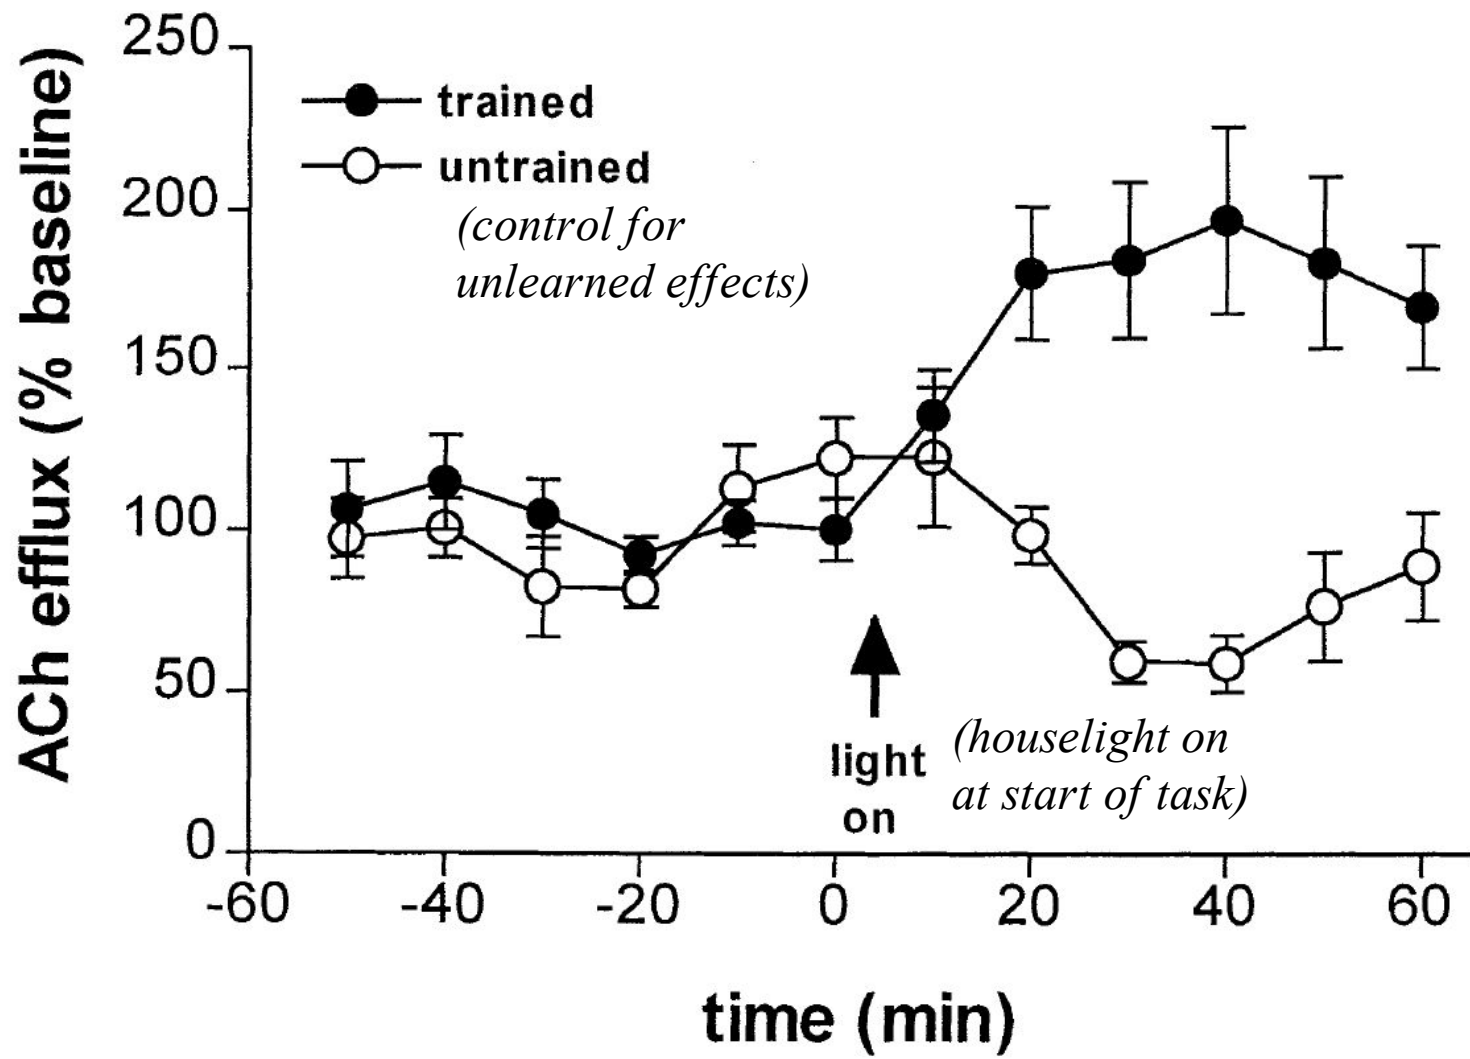 ACh efflux (% baseline)
250
200
150
100
50
0
trained
untrained
(control for
unlearned effects)
light
on
(houselight on
at start of task)
-60 -40 -20 0 20 40 60
time (min)